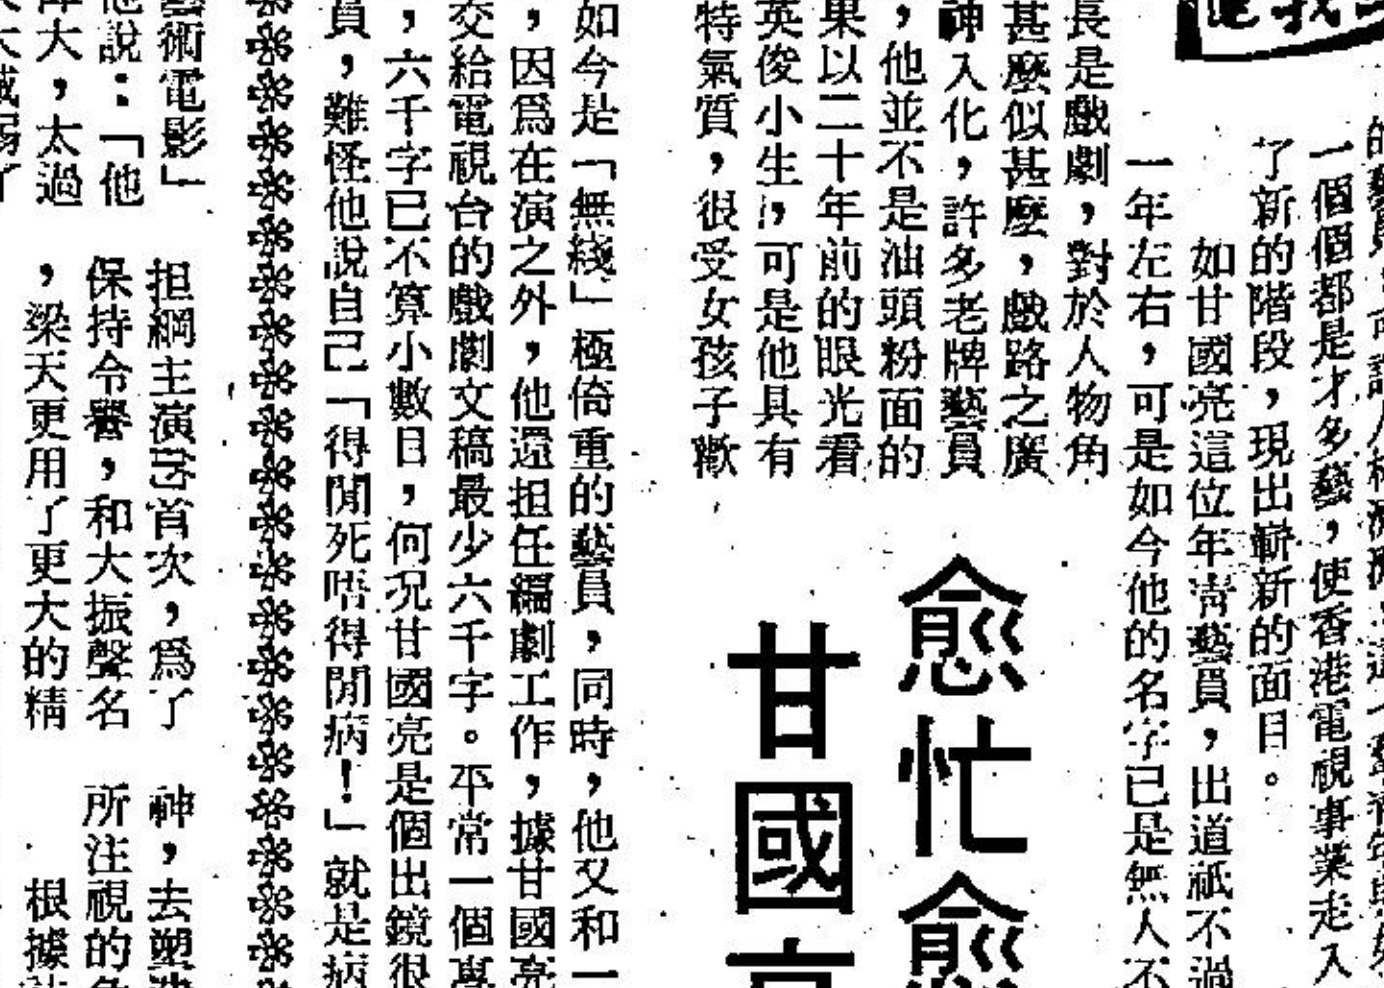 一個個都是才多藝，使香港電視事業走入
了新的階段，現出嶄新的面目。
如甘國亮這位年青藝員，出道祇不過
一年左右，可是如今他的名字已是無人不
長是戲劇，對於人物角
甚麼似甚麼，戲路之廣
神入化，許多老牌藝員
，他並不是油頭粉面的
果以二十年前的眼光看
英俊小生，可是他具有
特氣質，很受女孩子歡
愈忙愈
甘國
如今是「無綫」極倚重的藝員，同時，他又和一
，因為在演之外，他還担任編劇工作，據甘國亮
交給電視台的戲劇文稿最少六千字。平常一個專
，六千字已不算小數目，何況甘國亮是個出鏡很
員，難怪他說自己「得閒死唔得閒病！」就是病
藝術電影」
他說：「他
大，太過
担綱主演首次，為了
保持令譽，和大振聲名
，梁天更用了更大的精
神，去塑
所注視的
根據